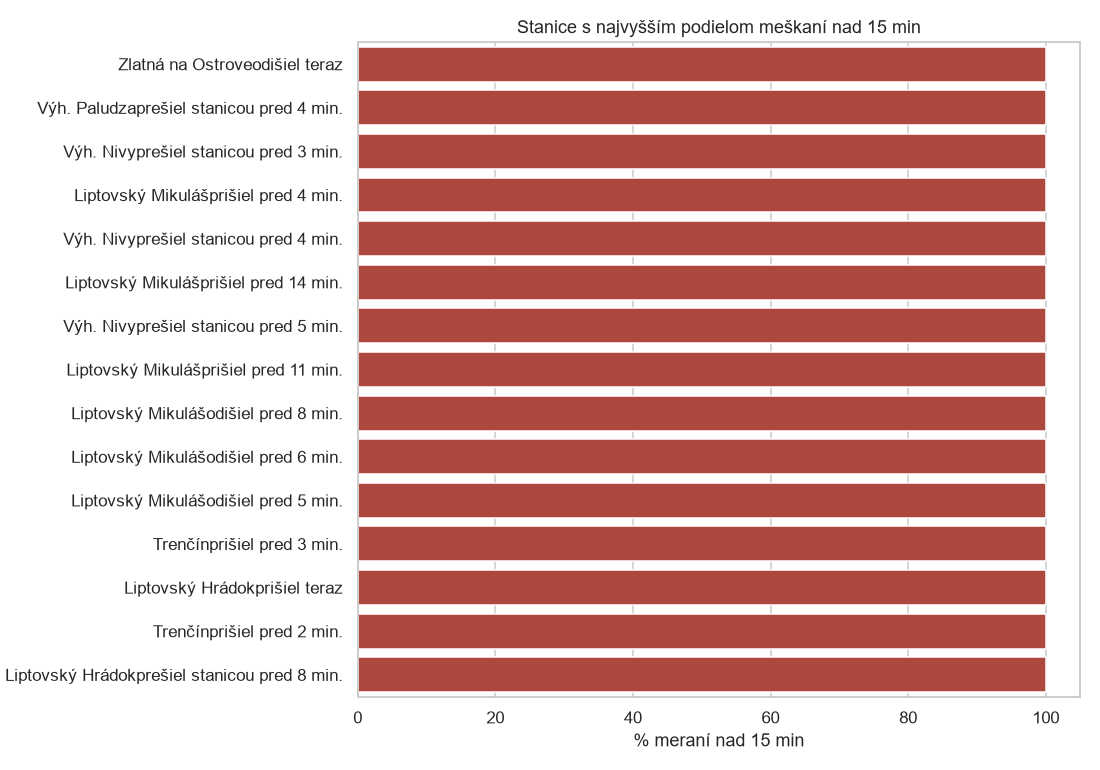 Stanice s najvyšším podielom meškaní nad 15 min
Zlatná na Ostroveodišiel teraz
Výh. Paludzaprešiel stanicou pred 4 min.
Výh. Nivyprešiel stanicou pred 3 min.
Liptovský Mikulášprišiel pred 4 min.
Výh. Nivyprešiel stanicou pred 4 min.
Liptovský Mikulášprišiel pred 14 min.
Výh. Nivyprešiel stanicou pred 5 min.
Liptovský Mikulášprišiel pred 11 min.
Liptovský Mikulášodišiel pred 8 min.
Liptovský Mikulášodišiel pred 6 min.
Liptovský Mikulášodišiel pred 5 min.
Trenčínprišiel pred 3 min.
Liptovský Hrádokprišiel teraz
Trenčínprišiel pred 2 min.
Liptovský Hrádokprešiel stanicou pred 8 min.
0 20 40 60 80 100
% meraní nad 15 min